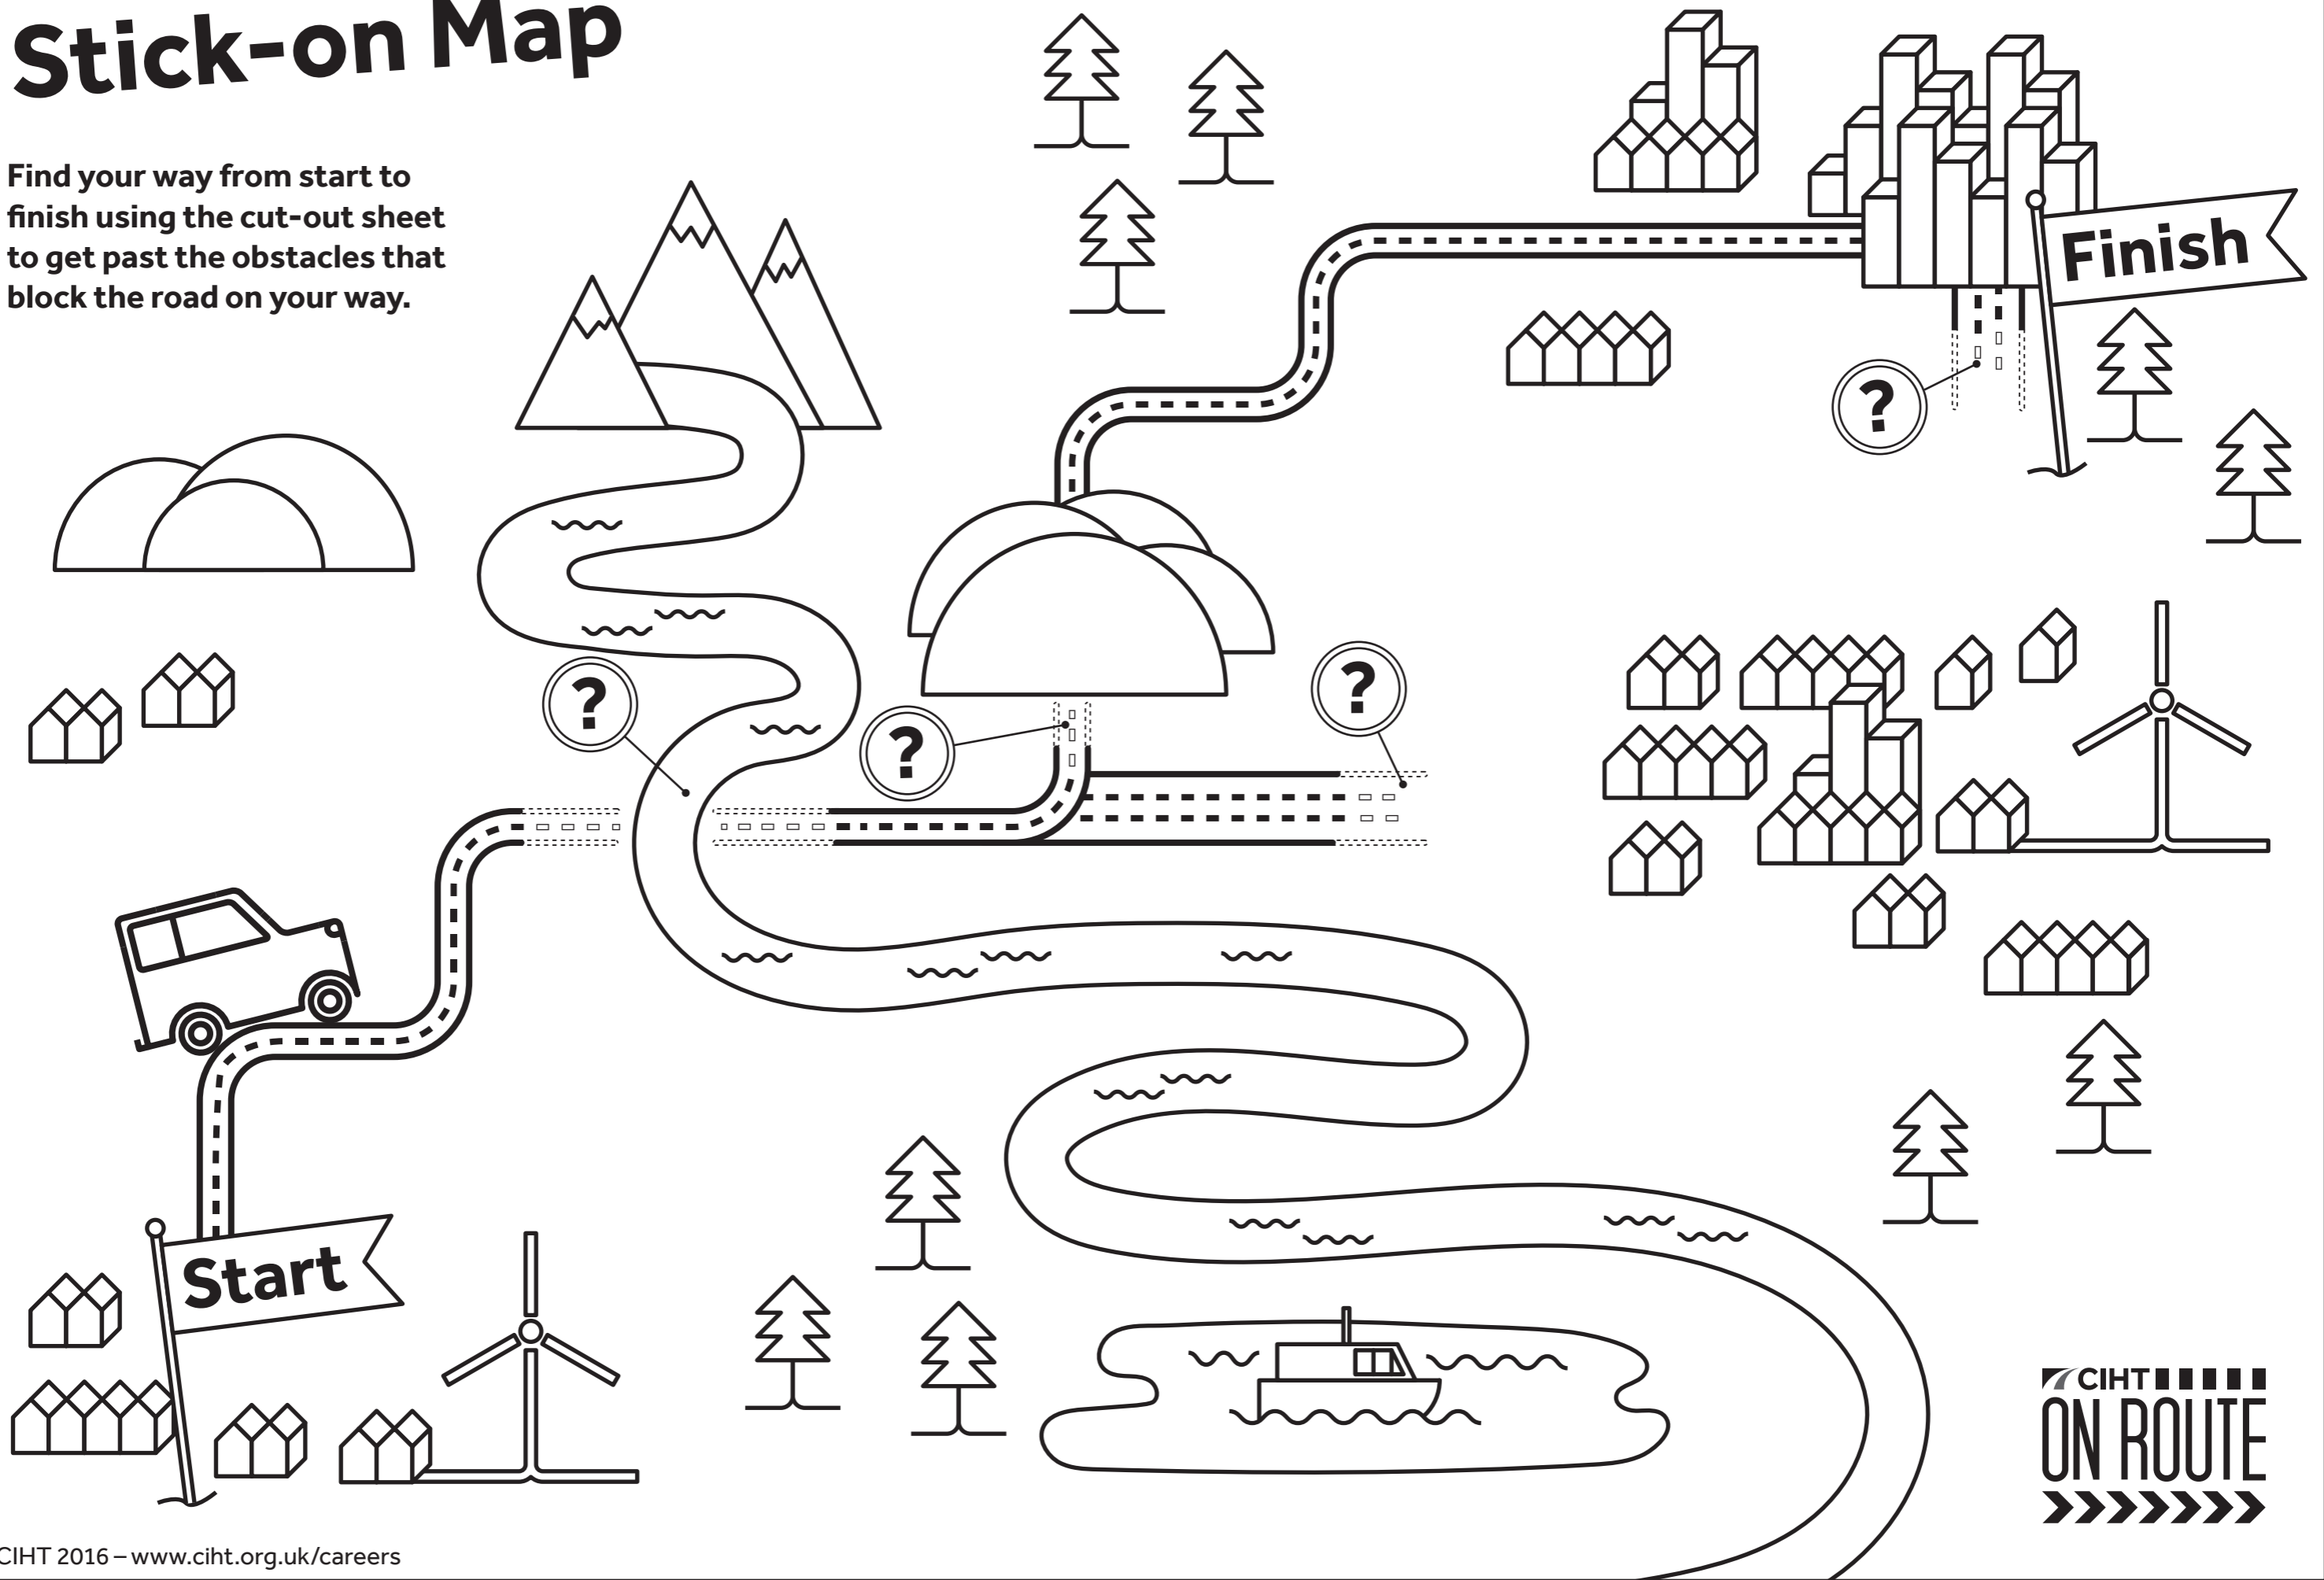 Stick-on Map
Find your way from start to
finish using the cut-out sheet
to get past the obstacles that
block the road on your way.
Finish
?
?
?
?
Start
CIHT
ON ROUTE
CIHT 2016 – www.ciht.org.uk/careers